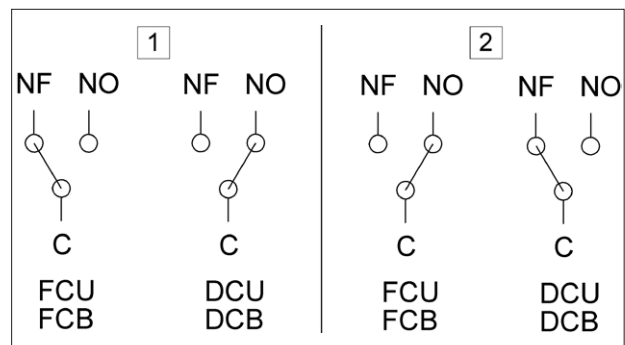 1
NF NO NF NO
C C
FCU DCU
FCB DCB
2
NF NO NF NO
C C
FCU DCU
FCB DCB